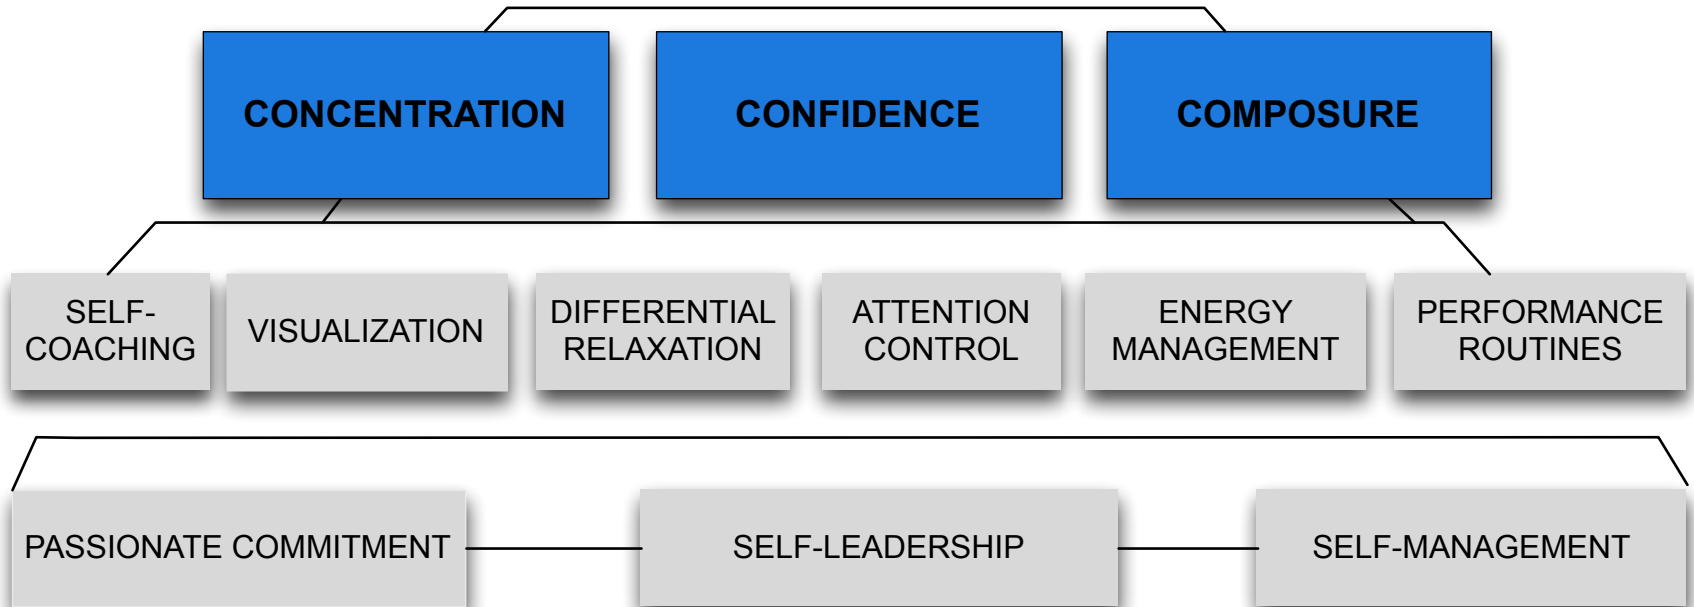 CONCENTRATION
CONFIDENCE
COMPOSURE
SELF-
COACHING
VISUALIZATION
DIFFERENTIAL
RELAXATION
ATTENTION
CONTROL
ENERGY
MANAGEMENT
PERFORMANCE
ROUTINES
PASSIONATE COMMITMENT
SELF-LEADERSHIP
SELF-MANAGEMENT